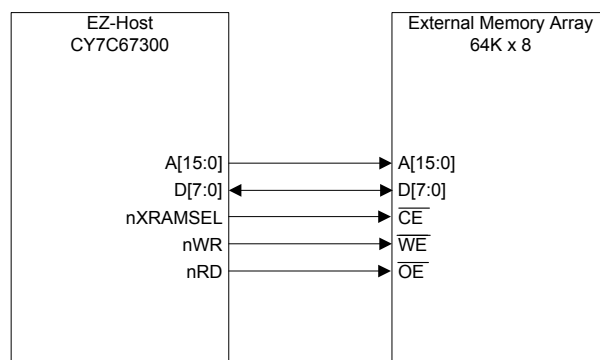 EZ-Host
CY7C67300
External Memory Array
64K x 8
A[15:0]
A[15:0]
D[7:0]
D[7:0]
nXRAMSEL
CE
nWR
WE
nRD
OE